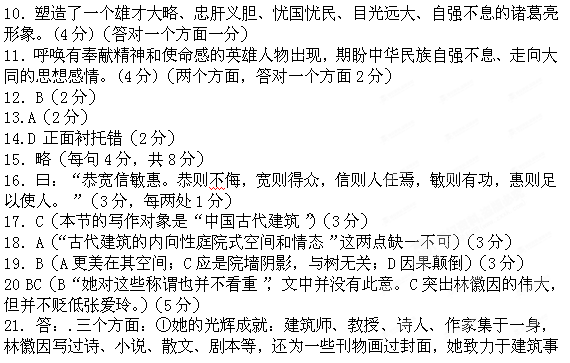 10．塑造了一个雄才大略、忠肝义胆、忧国忧民、目光远大、自强不息的诸葛亮
形象。(4分）（答对一个方面一分）
11．呼唤有奉献精神和使命感的英雄人物出现，期盼中华民族自强不息、走向大
同的思想感情。(4分）（两个方面，答对一个方面2分）
12．B（2分）
13.A（2分）
14.D 正面衬托错（2分）
15．略（每句4分，共8分）
16．曰：“恭宽信敏惠。恭则不侮，宽则得众，信则人任焉，敏则有功，惠则足
以使人。”（3分，每两处1分）
17．C（本节的写作对象是“中国古代建筑”）（3分）
18．A（“古代建筑的内向性庭院式空间和情态”这两点缺一不可）（3分）
19．B（A更美在其空间；C应是院墙阴影，与树无关；D因果颠倒）（3分）
20 BC（B“她对这些称谓也并不看重”，文中并没有此意。C突出林徽因的伟大，
但并不贬低张爱玲。）（5分）
21．答：.三个方面：①她的光辉成就：建筑师、教授、诗人、作家集于一身，
林徽因写过诗、小说、散文、剧本等，还为一些刊物画过封面，她致力于建筑事